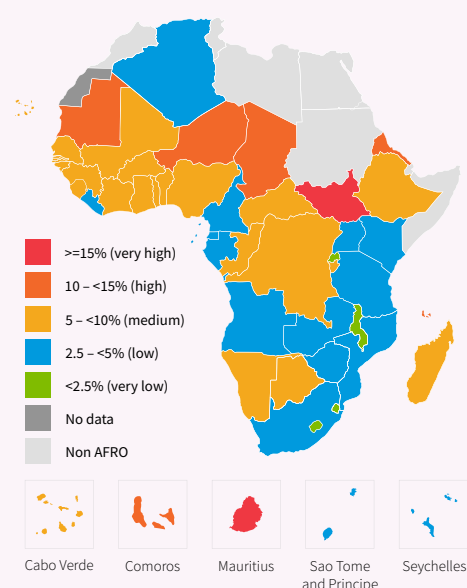 >=15% (very high)
10 – <15% (high)
5 – <10% (medium)
2.5 – <5% (low)
<2.5% (very low)
No data
Non AFRO
Cabo Verde
Comoros
Mauritius
Sao Tome
and Principe
Seychelles